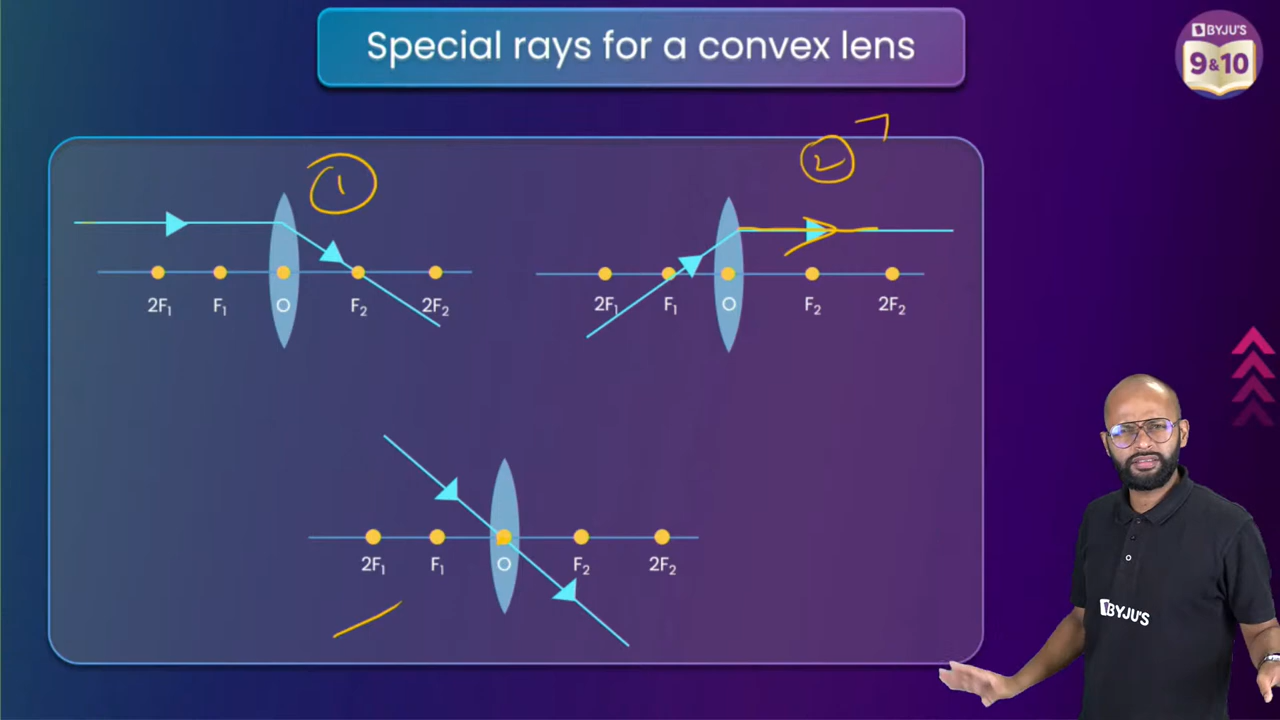 Special rays for a convex lens
BYJU'S
9&10
1
2
2F₁ F₁ O F₂ 2F₂
2F₁ F₁ O F₂ 2F₂
2F₁ F₁ O F₂ 2F₂
BYJU'S